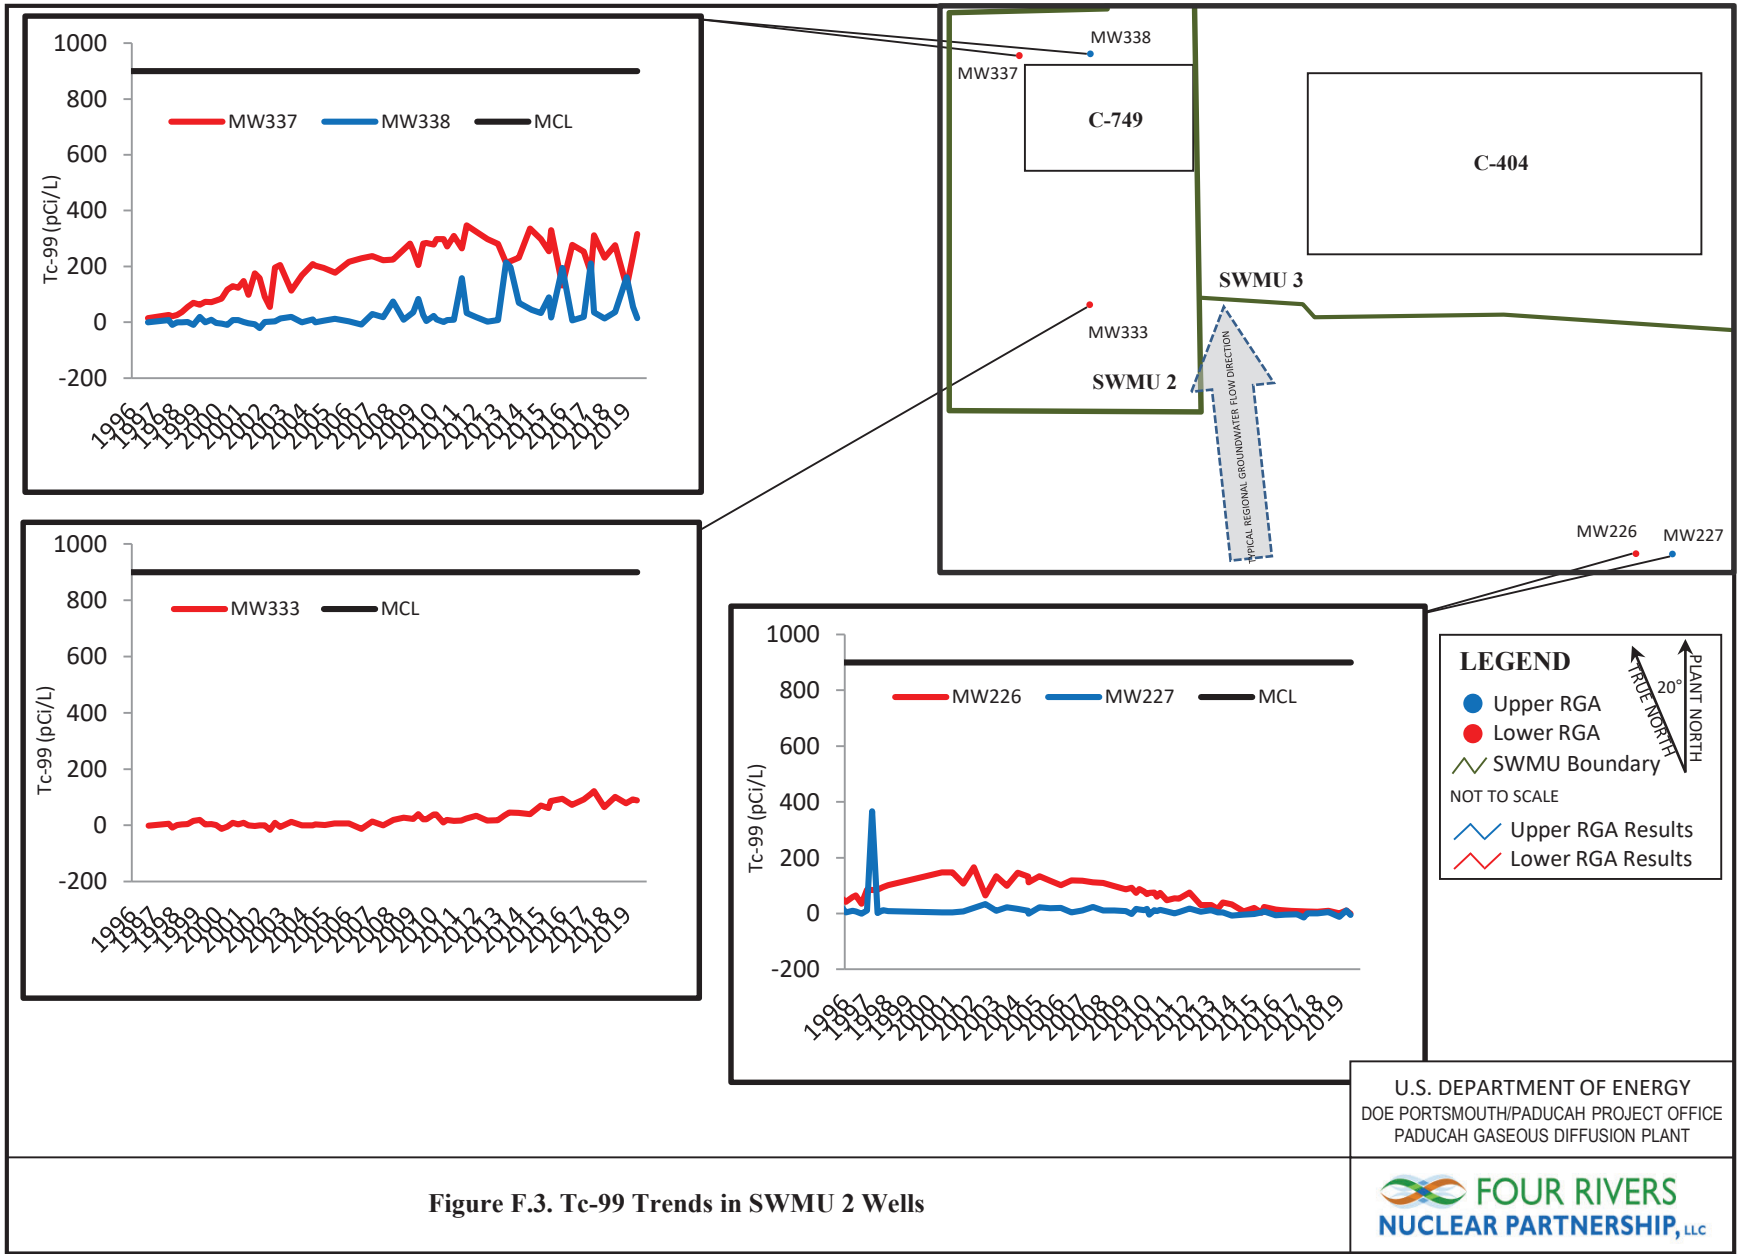 1000
800
600
400
200
0
-200
Tc-99 (pCi/L)
MW337 MW338 MCL
1996 1997 1998 1999 2000 2001 2002 2003 2004 2005 2006 2007 2008 2009 2010 2011 2012 2013 2014 2015 2016 2017 2018 2019
MW338
MW337
C-749
C-404
SWMU 3
MW333
SWMU 2
TYPICAL REGIONAL GROUNDWATER FLOW DIRECTION
MW226 MW227
1000
800
600
400
200
0
-200
Tc-99 (pCi/L)
MW333 MCL
1996 1997 1998 1999 2000 2001 2002 2003 2004 2005 2006 2007 2008 2009 2010 2011 2012 2013 2014 2015 2016 2017 2018 2019
1000
800
600
400
200
0
-200
Tc-99 (pCi/L)
MW226 MW227 MCL
1996 1997 1998 1999 2000 2001 2002 2003 2004 2005 2006 2007 2008 2009 2010 2011 2012 2013 2014 2015 2016 2017 2018 2019
LEGEND
Upper RGA
Lower RGA
SWMU Boundary
NOT TO SCALE
Upper RGA Results
Lower RGA Results
TRUE NORTH
20°
PLANT NORTH
U.S. DEPARTMENT OF ENERGY
DOE PORTSMOUTH/PADUCAH PROJECT OFFICE
PADUCAH GASEOUS DIFFUSION PLANT
Figure F.3. Tc-99 Trends in SWMU 2 Wells
FOUR RIVERS
NUCLEAR PARTNERSHIP, LLC